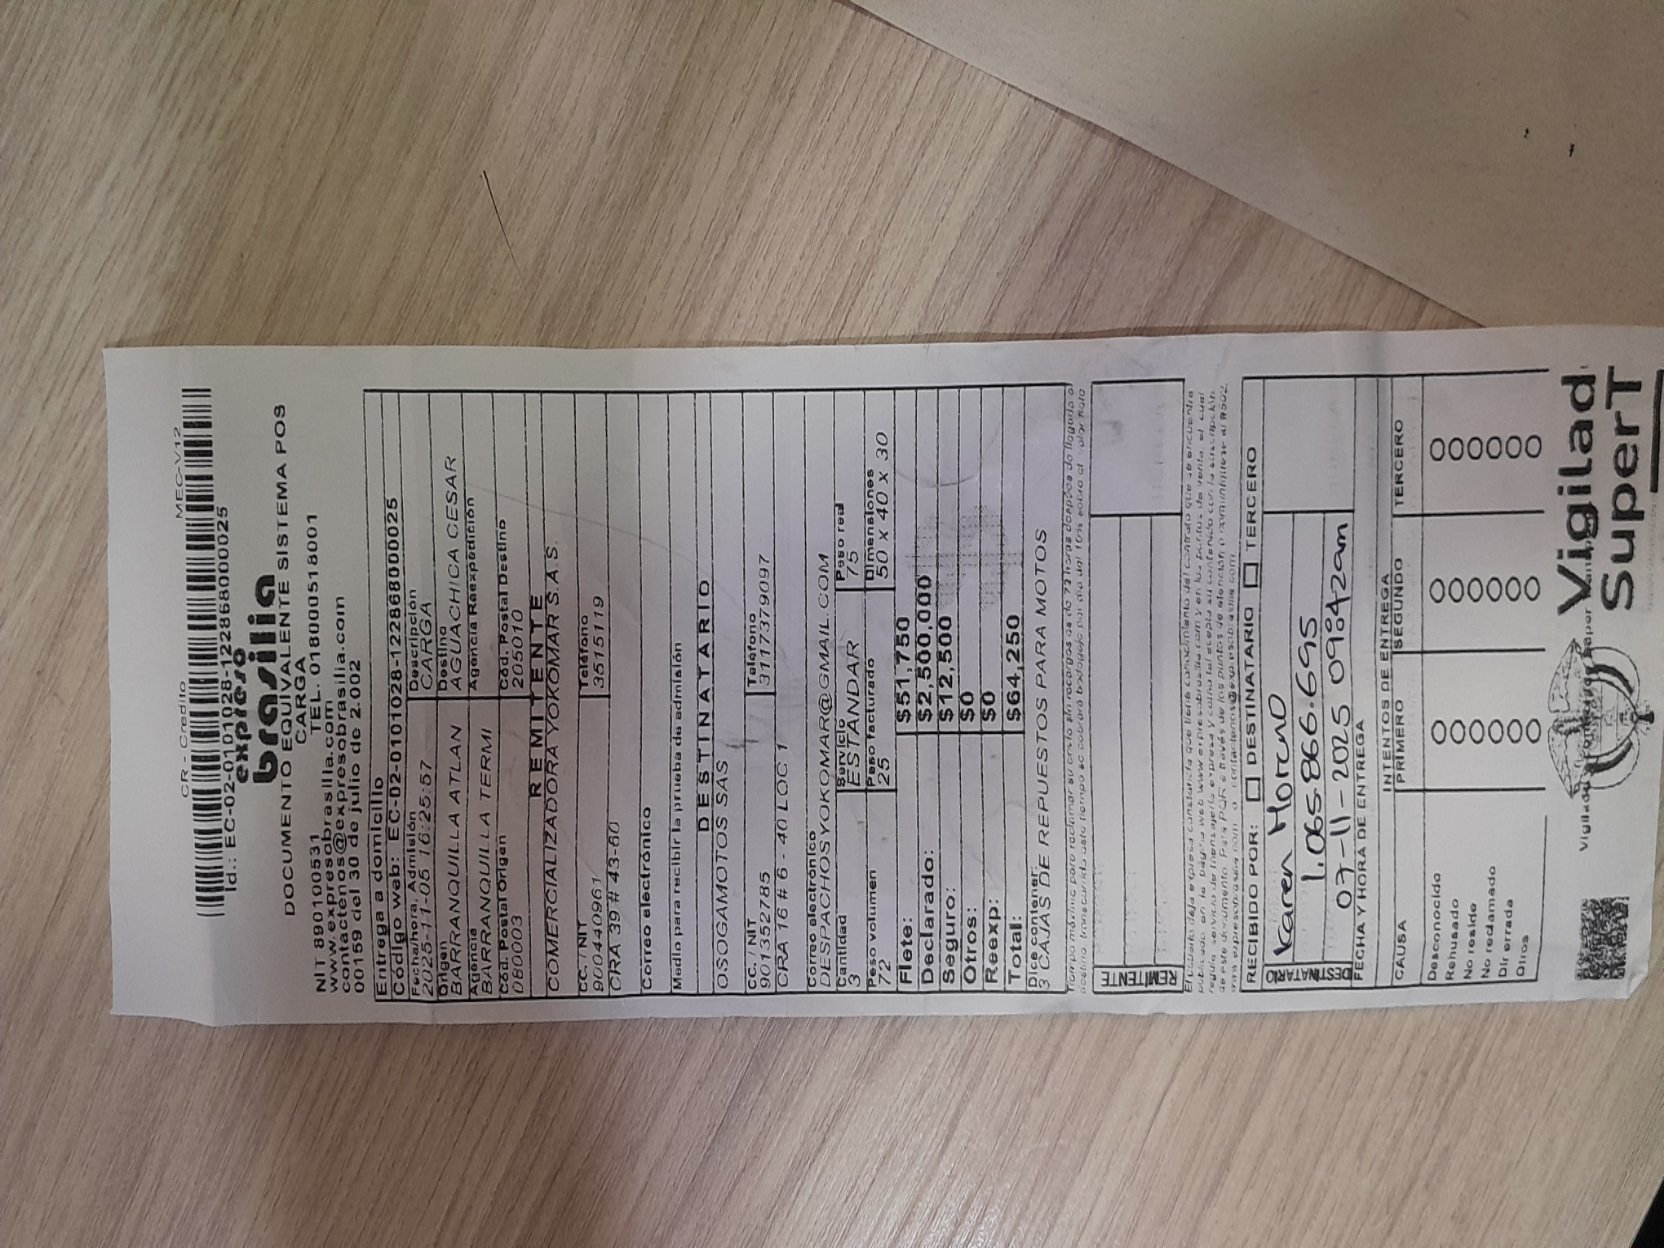 CR - Credito MEC-V12
Id.: EC-02-0101028-1228680000025
expreso
brasilia
DOCUMENTO EQUIVALENTE SISTEMA POS
CARGA
NIT 8901005​31 TEL. 018000518001
www.expresobrasilia.com
contactenos@expresobrasilia.com
00159 del 30 de julio de 2.002
Entrega a domicilio
Código web: EC-02-0101028-1228680000025
Fecha/hora. Admisión Descripción
2025-11-05 16:25:57 CARGA
Origen Destino
BARRANQUILLA ATLAN AGUACHICA CESAR
Agencia Agencia Reexpedición
BARRANQUILLA TERMI
Cód. Postal Origen Cód. Postal Destino
080003 205010
REMITENTE
COMERCIALIZADORA YOKOMAR S.A.S.
CC. / NIT Teléfono
900440961 3515119
CRA 39 # 43-60
Correo electrónico
Medio para recibir la prueba de admisión
DESTINATARIO
OSOGAMOTOS SAS
CC. / NIT Teléfono
901352785 3117379097
CRA 16 # 6 - 40 LOC 1
Correo electrónico
DESPACHOSYOKOMAR@GMAIL.COM
Cantidad Servicio Peso real
3 ESTÁNDAR 75
Peso volumen Peso facturado Dimensiones
72 25 50 x 40 x 30
Flete: $51,750
Declarado: $2,500,000
Seguro: $12,500
Otros: $0
Reexp: $0
Total: $64,250
Dice contener:
3 CAJAS DE REPUESTOS PARA MOTOS
REMITENTE
RECIBIDO POR: DESTINATARIO TERCERO
DESTINATARIO
Karen Moreno
1.065.866.695
07-11-2025 09:42am
FECHA Y HORA DE ENTREGA
INTENTOS DE ENTREGA
CAUSA PRIMERO SEGUNDO TERCERO
Desconocido
Rehusado
No reside
No reclamado
Dir errada
Otros
Vigilad
SuperT